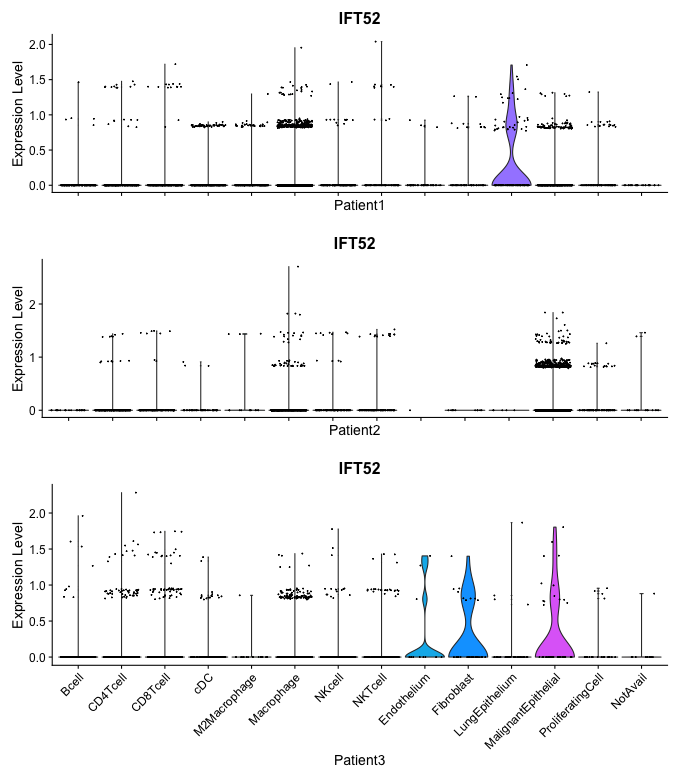 IFT52
Expression Level
2.0
1.5
1.0
0.5
0.0
Patient1
IFT52
Expression Level
2
1
0
Patient2
IFT52
Expression Level
2.0
1.5
1.0
0.5
0.0
Bcell
CD4Tcell
CD8Tcell
cDC
M2Macrophage
Macrophage
NKcell
NKTcell
Endothelium
Fibroblast
LungEpithelium
MalignantEpithelial
ProliferatingCell
NotAvail
Patient3